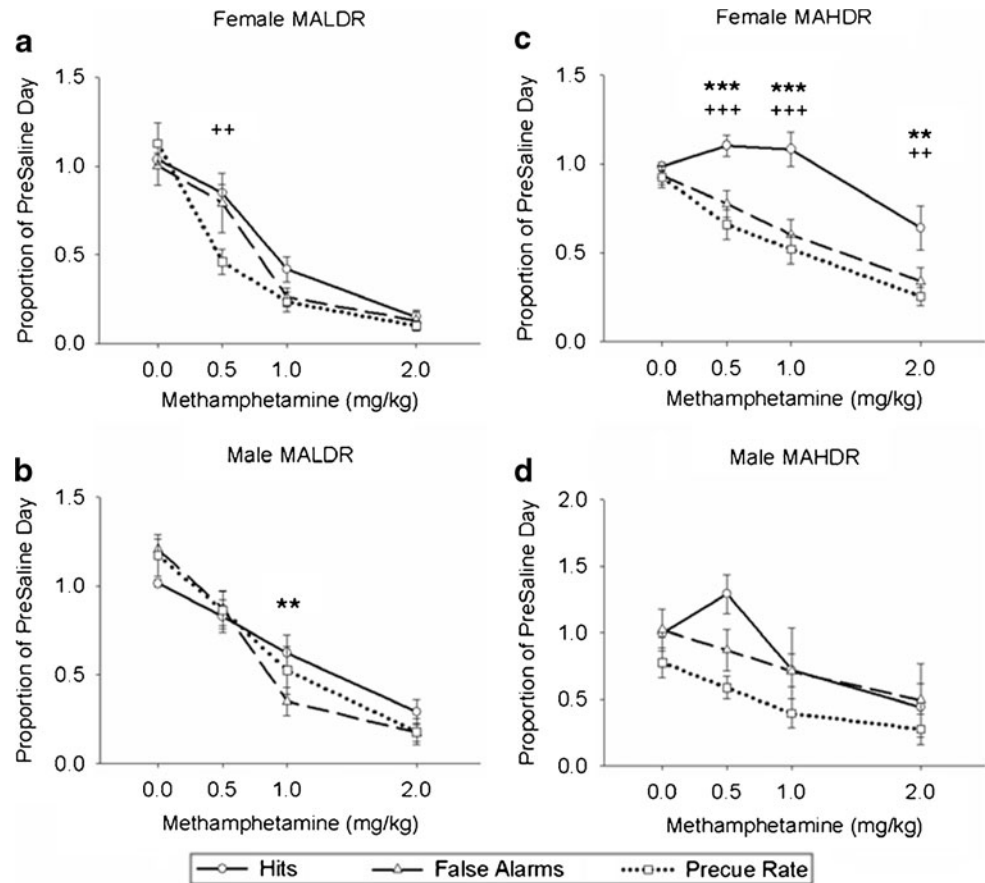 a
Female MALDR
Proportion of PreSaline Day
1.5
1.0
0.5
0.0
++
0.0 0.5 1.0 2.0
Methamphetamine (mg/kg)
c
Female MAHDR
Proportion of PreSaline Day
1.5
1.0
0.5
0.0
*** *** **
+++ +++ ++
0.0 0.5 1.0 2.0
Methamphetamine (mg/kg)
b
Male MALDR
Proportion of PreSaline Day
1.5
1.0
0.5
0.0
**
0.0 0.5 1.0 2.0
Methamphetamine (mg/kg)
d
Male MAHDR
Proportion of PreSaline Day
2.0
1.5
1.0
0.5
0.0
0.0 0.5 1.0 2.0
Methamphetamine (mg/kg)
Hits False Alarms Precue Rate